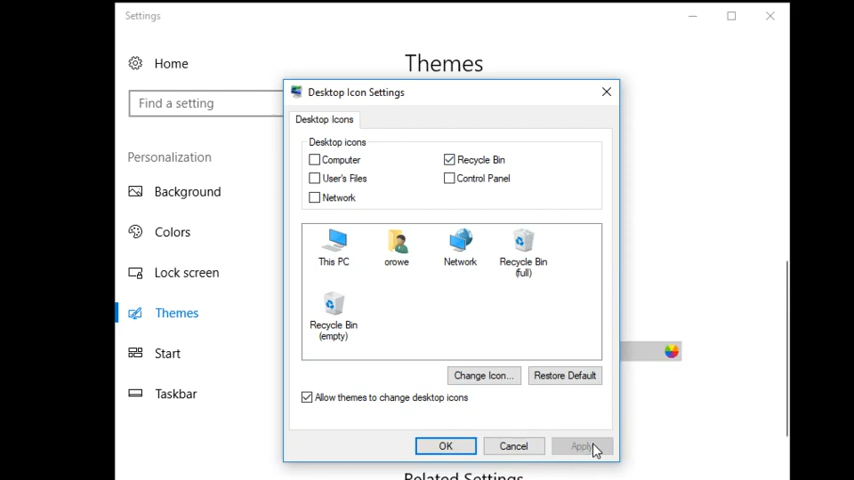 Settings
Home
Themes
Find a setting
Personalization
Background
Colors
Lock screen
Themes
Start
Taskbar
Desktop Icon Settings
Desktop Icons
Desktop icons
Computer
Recycle Bin
User's Files
Control Panel
Network
This PC
orowe
Network
Recycle Bin
(full)
Recycle Bin
(empty)
Change Icon...
Restore Default
Allow themes to change desktop icons
OK
Cancel
Apply
Related Settings